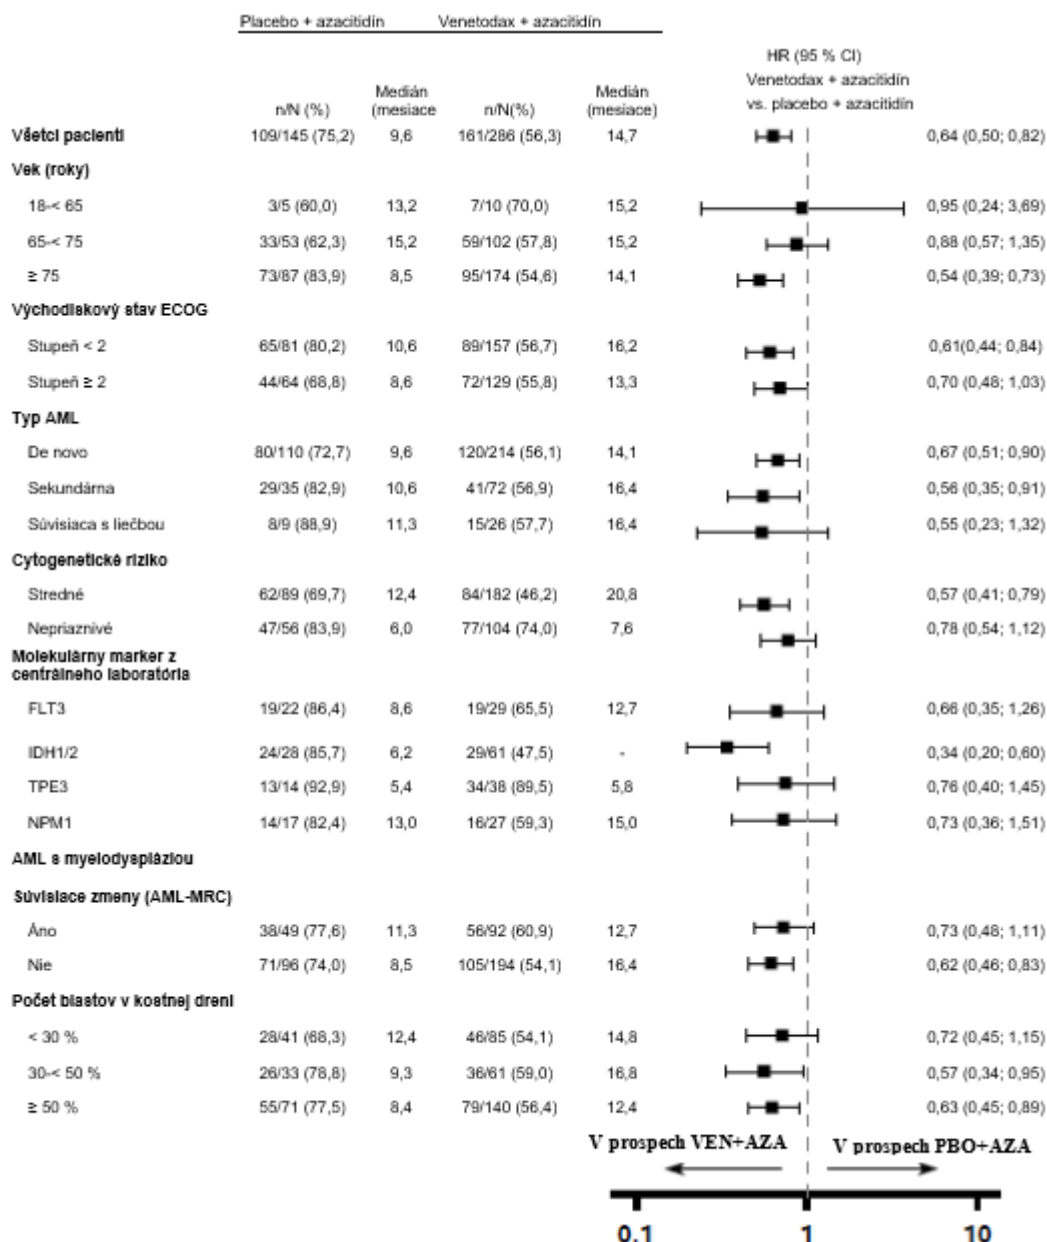 Placebo + azacitidín Venetodax + azacitidín
HR (95 % CI)
Venetodax + azacitidín
vs. placebo + azacitidín
n/N (%) Medián (mesiace n/N(%) Medián (mesiace)
Všetci pacienti 109/145 (75,2) 9,6 161/286 (56,3) 14,7 0,64 (0,50; 0,82)
Vek (roky)
18-< 65 3/5 (60,0) 13,2 7/10 (70,0) 15,2 0,95 (0,24; 3,69)
65-< 75 33/53 (62,3) 15,2 59/102 (57,8) 15,2 0,88 (0,57; 1,35)
≥ 75 73/87 (83,9) 8,5 95/174 (54,6) 14,1 0,54 (0,39; 0,73)
Východiskový stav ECOG
Stupeň < 2 65/81 (80,2) 10,6 89/157 (56,7) 16,2 0,61(0,44; 0,84)
Stupeň ≥ 2 44/64 (68,8) 8,6 72/129 (55,8) 13,3 0,70 (0,48; 1,03)
Typ AML
De novo 80/110 (72,7) 9,6 120/214 (56,1) 14,1 0,67 (0,51; 0,90)
Sekundárna 29/35 (82,9) 10,6 41/72 (56,9) 16,4 0,56 (0,35; 0,91)
Súvisiaca s liečbou 8/9 (88,9) 11,3 15/26 (57,7) 16,4 0,55 (0,23; 1,32)
Cytogenetické riziko
Stredné 62/89 (69,7) 12,4 84/182 (46,2) 20,8 0,57 (0,41; 0,79)
Nepriaznivé 47/56 (83,9) 6,0 77/104 (74,0) 7,6 0,78 (0,54; 1,12)
Molekulárny marker z
centrálneho laboratória
FLT3 19/22 (86,4) 8,6 19/29 (65,5) 12,7 0,66 (0,35; 1,26)
IDH1/2 24/28 (85,7) 6,2 29/61 (47,5) - 0,34 (0,20; 0,60)
TPE3 13/14 (92,9) 5,4 34/38 (89,5) 5,8 0,76 (0,40; 1,45)
NPM1 14/17 (82,4) 13,0 16/27 (59,3) 15,0 0,73 (0,36; 1,51)
AML s myelodyspláziou
Súvisiace zmeny (AML-MRC)
Áno 38/49 (77,6) 11,3 56/92 (60,9) 12,7 0,73 (0,48; 1,11)
Nie 71/96 (74,0) 8,5 105/194 (54,1) 16,4 0,62 (0,46; 0,83)
Počet blastov v kostnej dreni
< 30 % 28/41 (68,3) 12,4 46/85 (54,1) 14,8 0,72 (0,45; 1,15)
30-< 50 % 26/33 (78,8) 9,3 36/61 (59,0) 16,8 0,57 (0,34; 0,95)
≥ 50 % 55/71 (77,5) 8,4 79/140 (56,4) 12,4 0,63 (0,45; 0,89)
V prospech VEN+AZA V prospech PBO+AZA
0.1 1 10